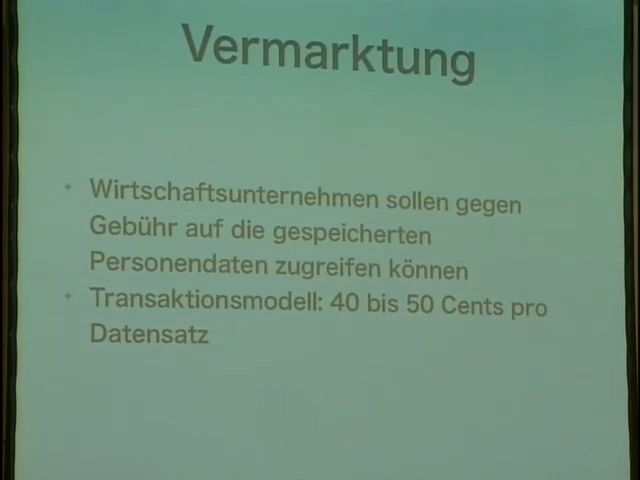 Vermarktung
Wirtschaftsunternehmen sollen gegen
Gebühr auf die gespeicherten
Personendaten zugreifen können
Transaktionsmodell: 40 bis 50 Cents pro
Datensatz